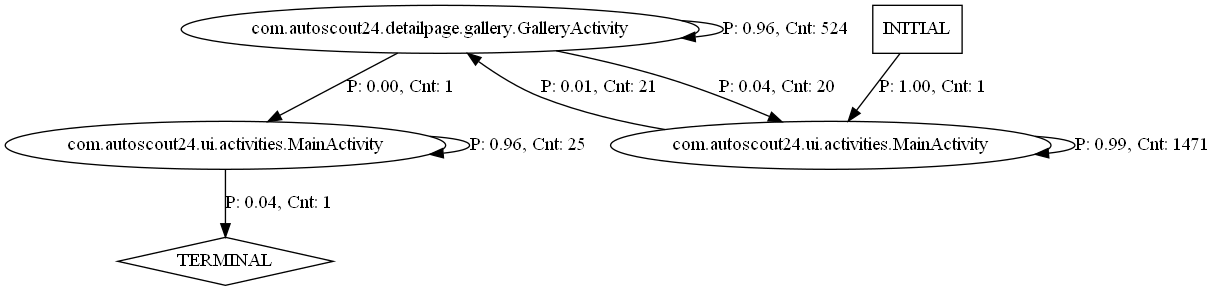 com.autoscout24.detailpage.gallery.GalleryActivity
P: 0.96, Cnt: 524
INITIAL
P: 0.00, Cnt: 1
P: 0.01, Cnt: 21
P: 0.04, Cnt: 20
P: 1.00, Cnt: 1
com.autoscout24.ui.activities.MainActivity
P: 0.96, Cnt: 25
com.autoscout24.ui.activities.MainActivity
P: 0.99, Cnt: 1471
P: 0.04, Cnt: 1
TERMINAL